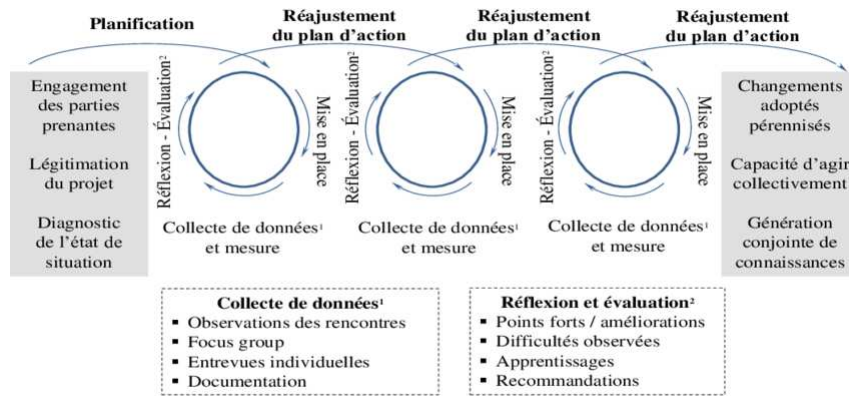 Planification
Réajustement
du plan d'action
Réajustement
du plan d'action
Réajustement
du plan d'action
Engagement
des parties
prenantes
Légitimation
du projet
Diagnostic
de l'état de
situation
Réflexion - Évaluation²
Mise en place
Collecte de données¹
et mesure
Réflexion - Évaluation²
Mise en place
Collecte de données¹
et mesure
Réflexion - Évaluation²
Mise en place
Collecte de données¹
et mesure
Changements
adoptés
pérennisés
Capacité d'agir
collectivement
Génération
conjointe de
connaissances
Collecte de données¹
▪ Observations des rencontres
▪ Focus group
▪ Entrevues individuelles
▪ Documentation
Réflexion et évaluation²
▪ Points forts / améliorations
▪ Difficultés observées
▪ Apprentissages
▪ Recommandations